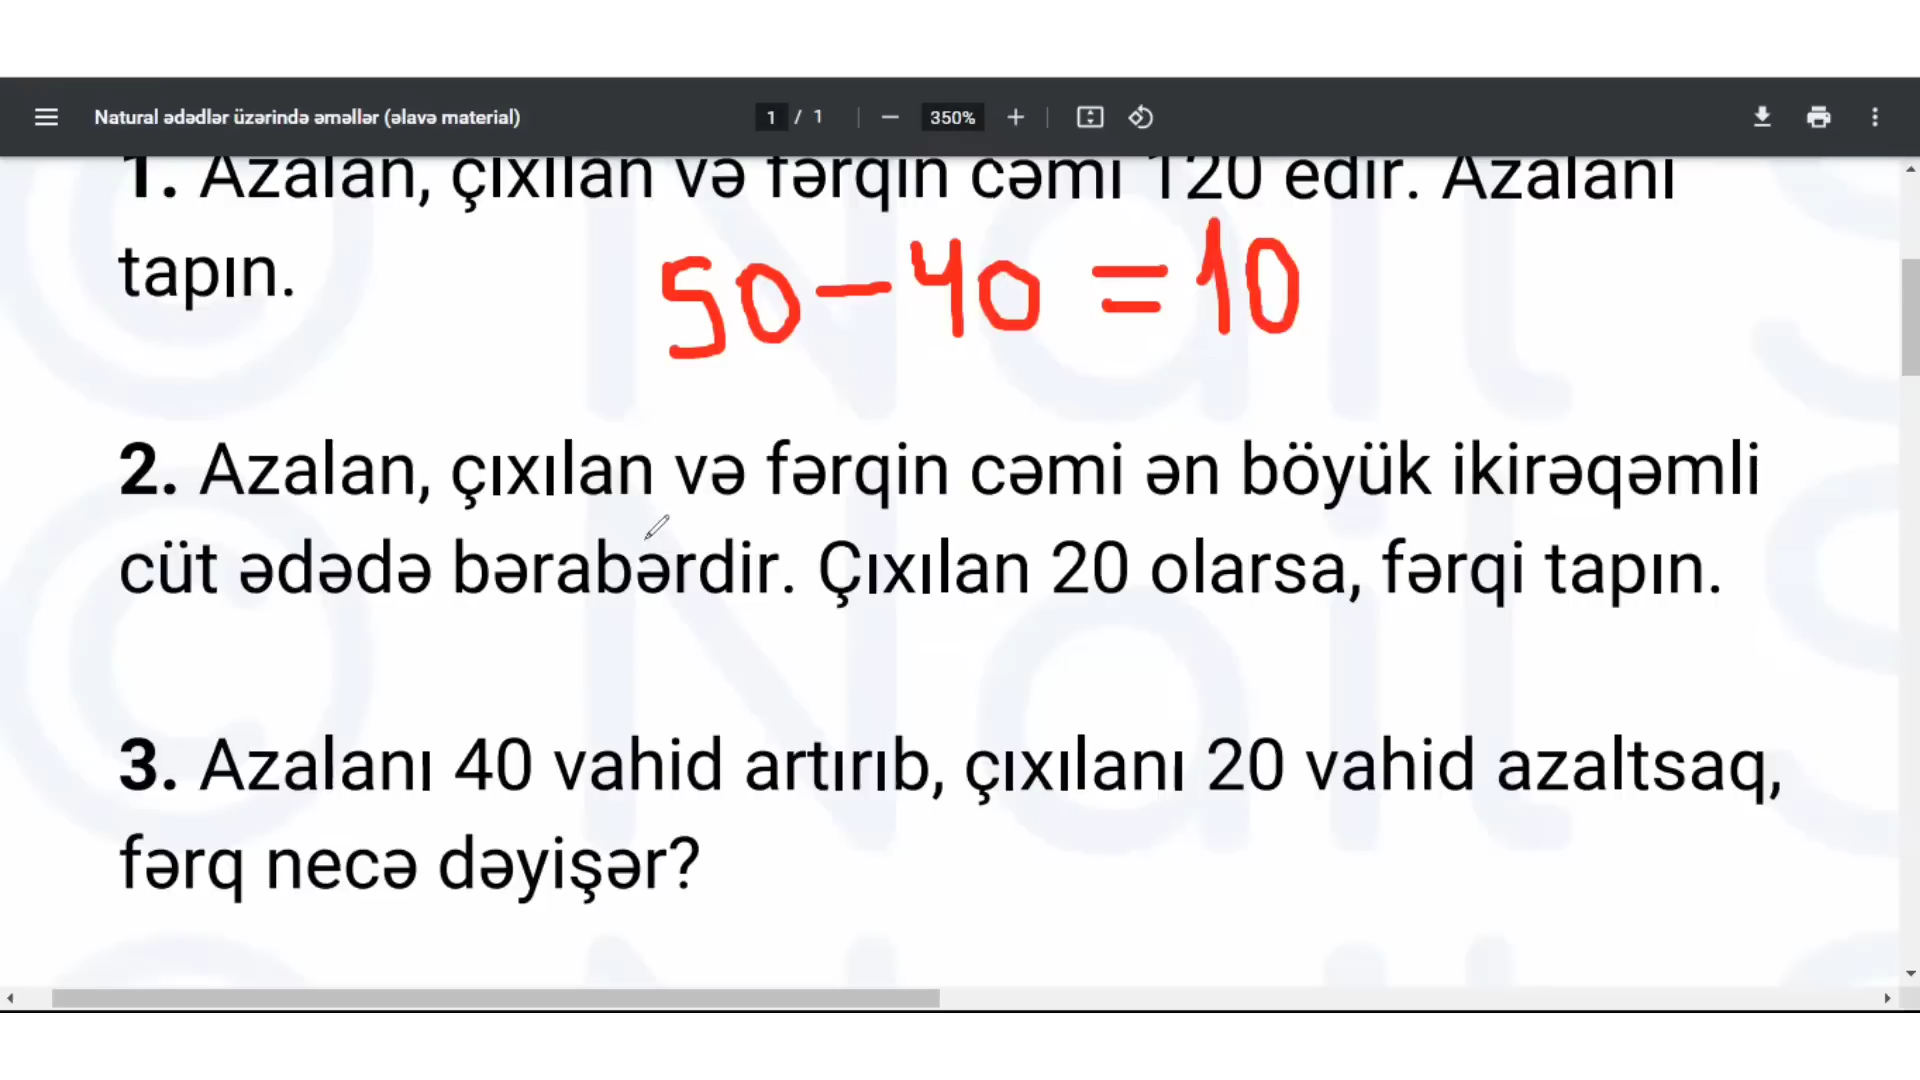 Natural ədədlər üzərində əməllər (əlavə material)
1 / 1
350%
1. Azalan, çıxılan və fərqin cəmi 120 edir. Azalanı
tapın.
50 - 40 = 10
2. Azalan, çıxılan və fərqin cəmi ən böyük ikirəqəmli
cüt ədədə bərabərdir. Çıxılan 20 olarsa, fərqi tapın.
3. Azalanı 40 vahid artırıb, çıxılanı 20 vahid azaltsaq,
fərq necə dəyişər?